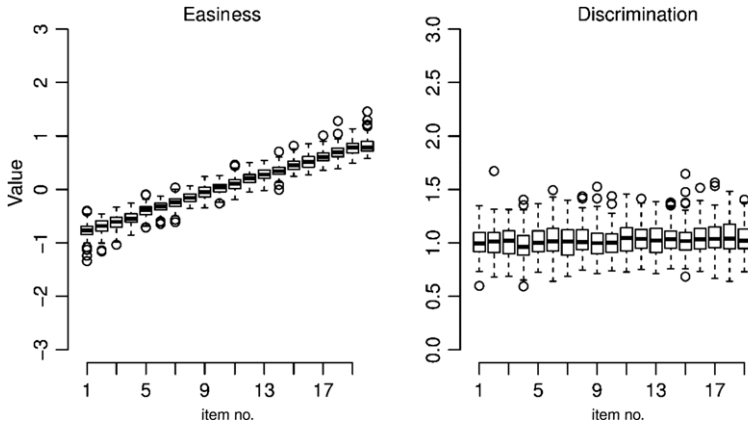 Easiness
Value
3
2
1
0
−1
−2
−3
1 5 9 13 17
item no.
Discrimination
3.0
2.5
2.0
1.5
1.0
0.5
0.0
1 5 9 13 17
item no.